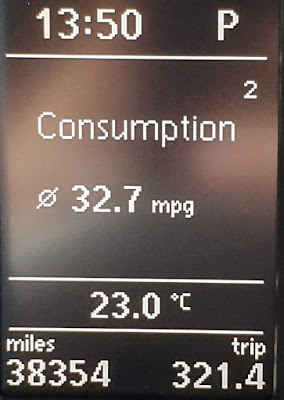 13:50 P
2
Consumption
Ø 32.7 mpg
23.0 °C
miles trip
38354 321.4